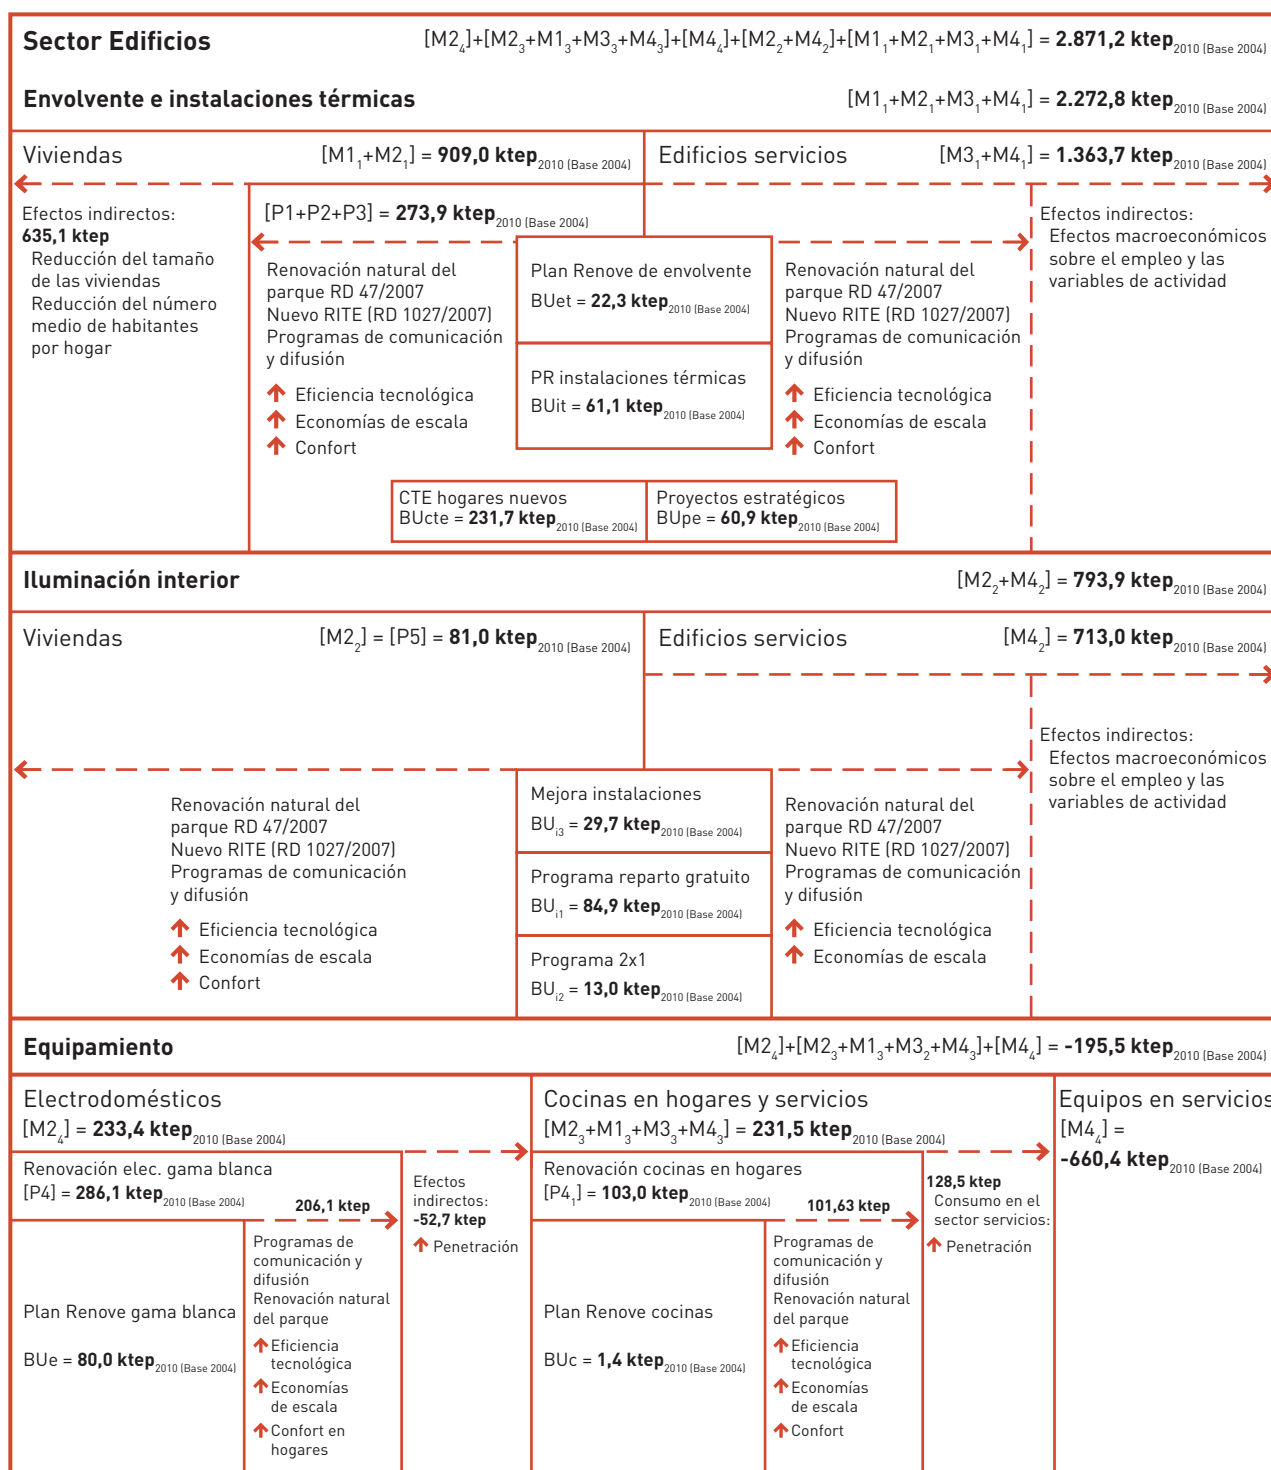 Sector Edificios
[M2₄]+[M2₃+M1₃+M3₃+M4₃]+[M4₄]+[M2₂+M4₂]+[M1₁+M2₁+M3₁+M4₁] = 2.871,2 ktep2010 (Base 2004)
Envolvente e instalaciones térmicas
[M1₁+M2₁+M3₁+M4₁] = 2.272,8 ktep2010 (Base 2004)
Viviendas
[M1₁+M2₁] = 909,0 ktep2010 (Base 2004)
Edificios servicios
[M3₁+M4₁] = 1.363,7 ktep2010 (Base 2004)
Efectos indirectos:
635,1 ktep
Reducción del tamaño
de las viviendas
Reducción del número
medio de habitantes
por hogar
[P1+P2+P3] = 273,9 ktep2010 (Base 2004)
Renovación natural del
parque RD 47/2007
Nuevo RITE (RD 1027/2007)
Programas de comunicación
y difusión
↑ Eficiencia tecnológica
↑ Economías de escala
↑ Confort
Plan Renove de envolvente
BUet = 22,3 ktep2010 (Base 2004)
PR instalaciones térmicas
BUit = 61,1 ktep2010 (Base 2004)
Renovación natural del
parque RD 47/2007
Nuevo RITE (RD 1027/2007)
Programas de comunicación
y difusión
↑ Eficiencia tecnológica
↑ Economías de escala
↑ Confort
Efectos indirectos:
Efectos macroeconómicos
sobre el empleo y las
variables de actividad
CTE hogares nuevos
BUcte = 231,7 ktep2010 (Base 2004)
Proyectos estratégicos
BUpe = 60,9 ktep2010 (Base 2004)
Iluminación interior
[M2₂+M4₂] = 793,9 ktep2010 (Base 2004)
Viviendas
[M2₂] = [P5] = 81,0 ktep2010 (Base 2004)
Edificios servicios
[M4₂] = 713,0 ktep2010 (Base 2004)
Renovación natural del
parque RD 47/2007
Nuevo RITE (RD 1027/2007)
Programas de comunicación
y difusión
↑ Eficiencia tecnológica
↑ Economías de escala
↑ Confort
Mejora instalaciones
BUi3 = 29,7 ktep2010 (Base 2004)
Programa reparto gratuito
BUi1 = 84,9 ktep2010 (Base 2004)
Programa 2x1
BUi2 = 13,0 ktep2010 (Base 2004)
Renovación natural del
parque RD 47/2007
Nuevo RITE (RD 1027/2007)
Programas de comunicación
y difusión
↑ Eficiencia tecnológica
↑ Economías de escala
Efectos indirectos:
Efectos macroeconómicos
sobre el empleo y las
variables de actividad
Equipamiento
[M2₄]+[M2₃+M1₃+M3₂+M4₃]+[M4₄] = -195,5 ktep2010 (Base 2004)
Electrodomésticos
[M2₄] = 233,4 ktep2010 (Base 2004)
Renovación elec. gama blanca
[P4] = 286,1 ktep2010 (Base 2004)
206,1 ktep
Plan Renove gama blanca
BUe = 80,0 ktep2010 (Base 2004)
Programas de
comunicación y
difusión
Renovación natural
del parque
↑ Eficiencia
tecnológica
↑ Economías
de escala
↑ Confort en
hogares
Efectos
indirectos:
-52,7 ktep
↑ Penetración
Cocinas en hogares y servicios
[M2₃+M1₃+M3₃+M4₃] = 231,5 ktep2010 (Base 2004)
Renovación cocinas en hogares
[P4₁] = 103,0 ktep2010 (Base 2004)
101,63 ktep
Plan Renove cocinas
BUc = 1,4 ktep2010 (Base 2004)
Programas de
comunicación y
difusión
Renovación natural
del parque
↑ Eficiencia
tecnológica
↑ Economías
de escala
↑ Confort
128,5 ktep
Consumo en el
sector servicios:
↑ Penetración
Equipos en servicios
[M4₄] =
-660,4 ktep2010 (Base 2004)